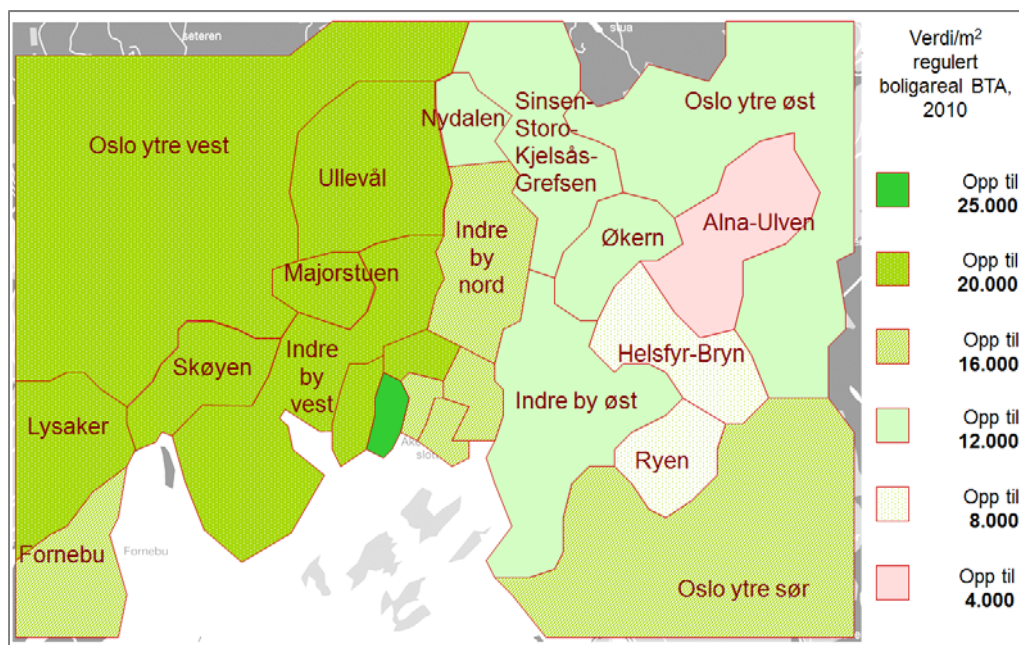 seteren
Verdi/m2
regulert
boligareal BTA,
2010
Oslo ytre vest
Nydalen
Sinsen-
Storo-
Kjelsås-
Grefsen
Oslo ytre øst
Ullevål
Alna-Ulven
Indre
by
nord
Økern
Majorstuen
Helsfyr-Bryn
Skøyen
Indre
by
vest
Indre by øst
Lysaker
slott
Ryen
Fornebu
Fornebu
Oslo ytre sør
Opp til
25.000
Opp til
20.000
Opp til
16.000
Opp til
12.000
Opp til
8.000
Opp til
4.000